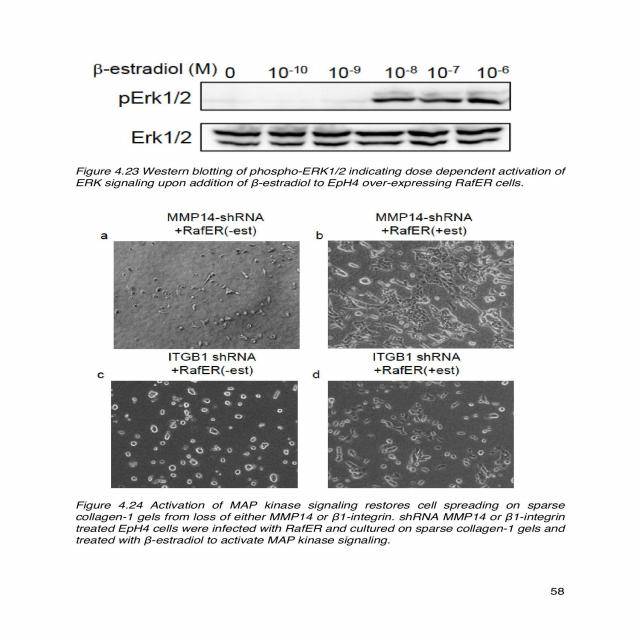 β-estradiol (M) 0 10-10 10-9 10-8 10-7 10-6
pErk1/2
Erk1/2
Figure 4.23 Western blotting of phospho-ERK1/2 indicating dose dependent activation of
ERK signaling upon addition of β-estradiol to EpH4 over-expressing RafER cells.
MMP14-shRNA
+RafER(-est)
a
MMP14-shRNA
+RafER(+est)
b
ITGB1 shRNA
+RafER(-est)
c
ITGB1 shRNA
+RafER(+est)
d
Figure 4.24 Activation of MAP kinase signaling restores cell spreading on sparse
collagen-1 gels from loss of either MMP14 or β1-integrin. shRNA MMP14 or β1-integrin
treated EpH4 cells were infected with RafER and cultured on sparse collagen-1 gels and
treated with β-estradiol to activate MAP kinase signaling.
58